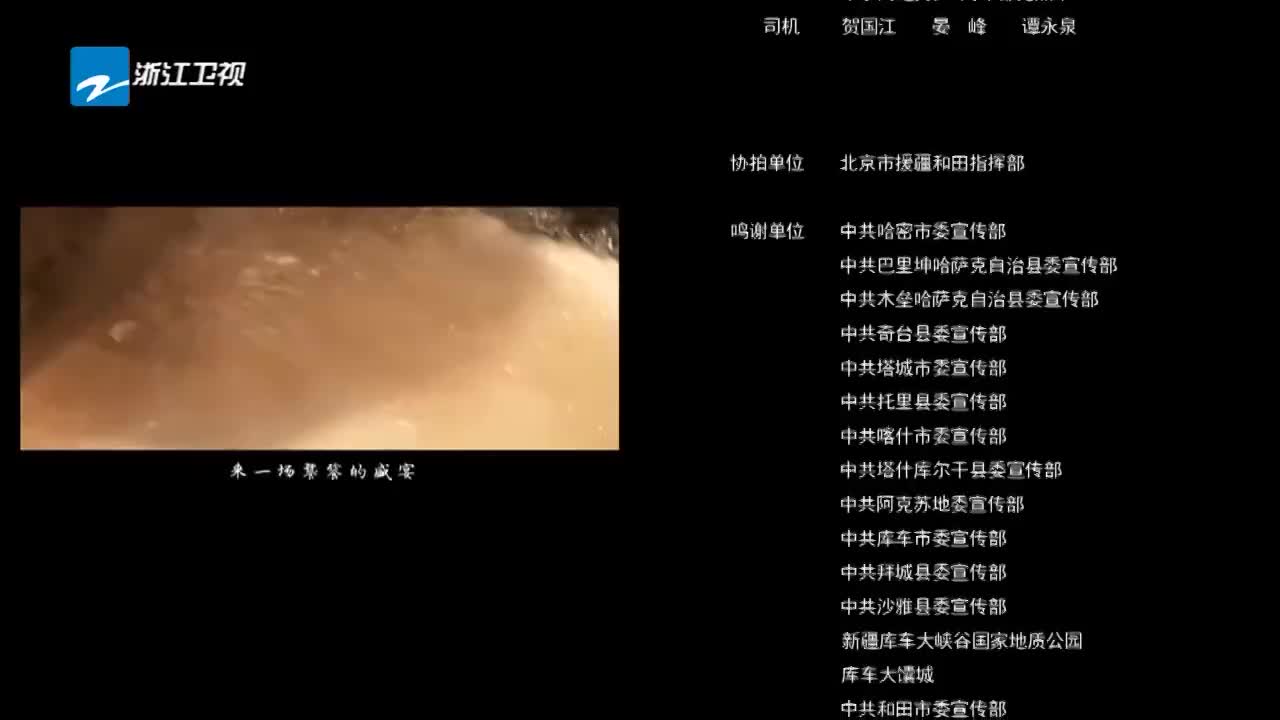 司机 贺国江 晏 峰 谭永泉
浙江卫视
协拍单位 北京市援疆和田指挥部
鸣谢单位 中共哈密市委宣传部
中共巴里坤哈萨克自治县委宣传部
中共木垒哈萨克自治县委宣传部
中共奇台县委宣传部
中共塔城市委宣传部
中共托里县委宣传部
中共喀什市委宣传部
来一场饕餮的盛宴
中共塔什库尔干县委宣传部
中共阿克苏地委宣传部
中共库车市委宣传部
中共拜城县委宣传部
中共沙雅县委宣传部
新疆库车大峡谷国家地质公园
库车大馕城
中共和田市委宣传部